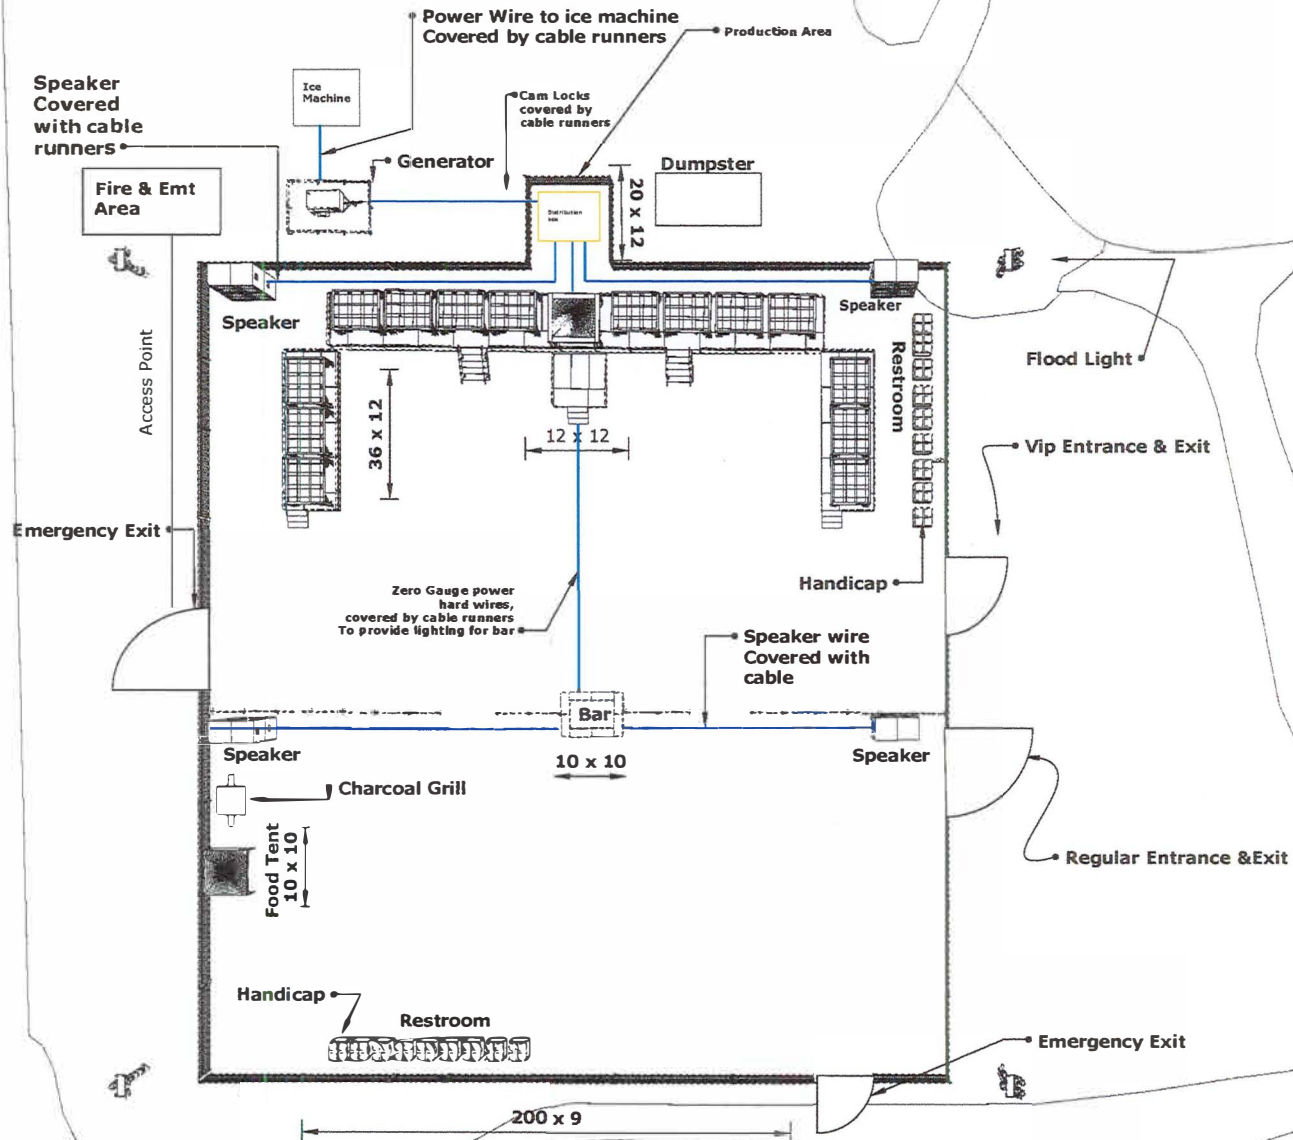 Power Wire to ice machine
Covered by cable runners
Production Area
Speaker
Covered
with cable
runners
Ice
Machine
Cam Locks
covered by
cable runners
Generator
Dumpster
Fire & Emt
Area
20 x 12
Distribution
Speaker
Speaker
Access Point
Restroom
Flood Light
36 x 12
12 x 12
Vip Entrance & Exit
Emergency Exit
Handicap
Zero Gauge power
hard wires,
covered by cable runners
To provide lighting for bar
Speaker wire
Covered with
cable
Bar
Speaker
Speaker
10 x 10
Charcoal Grill
Food Tent
10 x 10
Regular Entrance &Exit
Handicap
Restroom
Emergency Exit
200 x 9